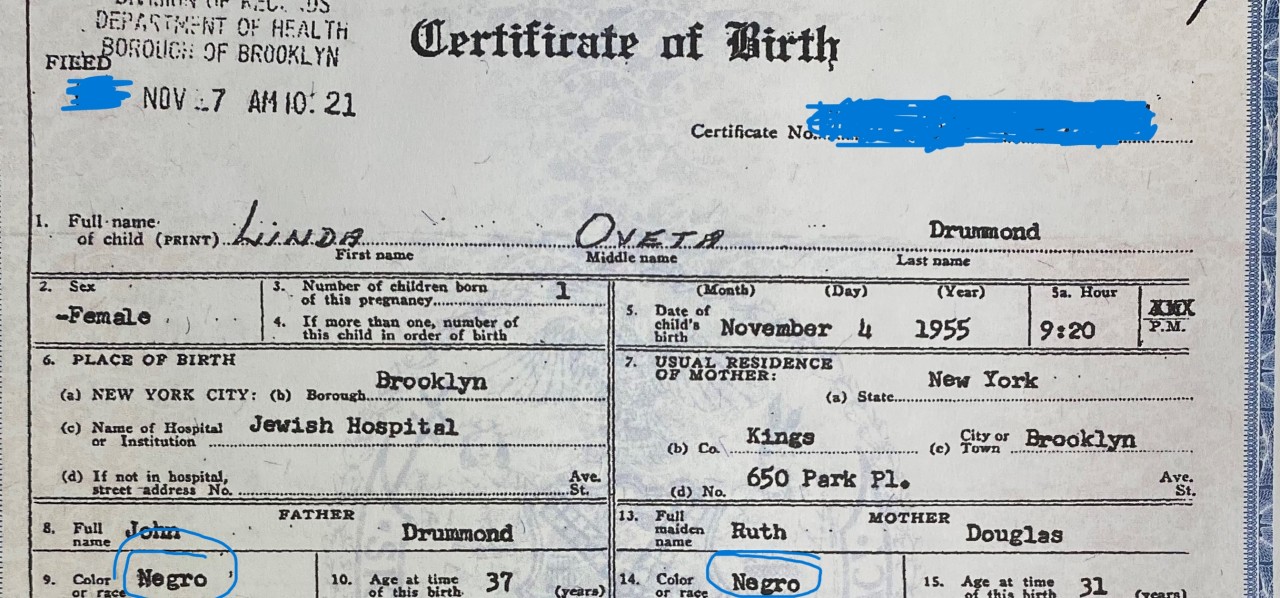 DIVISION OF RECORDS
DEPARTMENT OF HEALTH
BOROUGH OF BROOKLYN
FILED
NOV 7 AM 10:21
Certificate of Birth
Certificate No.
1. Full name of child (PRINT) LINDA OVETA Drummond
First name Middle name Last name
2. Sex
Female
3. Number of children born of this pregnancy 1
4. If more than one, number of this child in order of birth
5. Date of child's birth
(Month) (Day) (Year)
November 4 1955
5a. Hour
9:20
P.M.
6. PLACE OF BIRTH
(a) NEW YORK CITY: (b) Borough Brooklyn
(c) Name of Hospital or Institution Jewish Hospital
(d) If not in hospital, street address No. Ave. St.
7. USUAL RESIDENCE OF MOTHER:
(a) State New York
(b) Co. Kings (c) City or Town Brooklyn
(d) No. 650 Park Pl. Ave. St.
FATHER
8. Full name John Drummond
MOTHER
13. Full maiden name Ruth Douglas
9. Color or race Negro
10. Age at time of this birth 37 (years)
14. Color or race Negro
15. Age at time of this birth 31 (years)